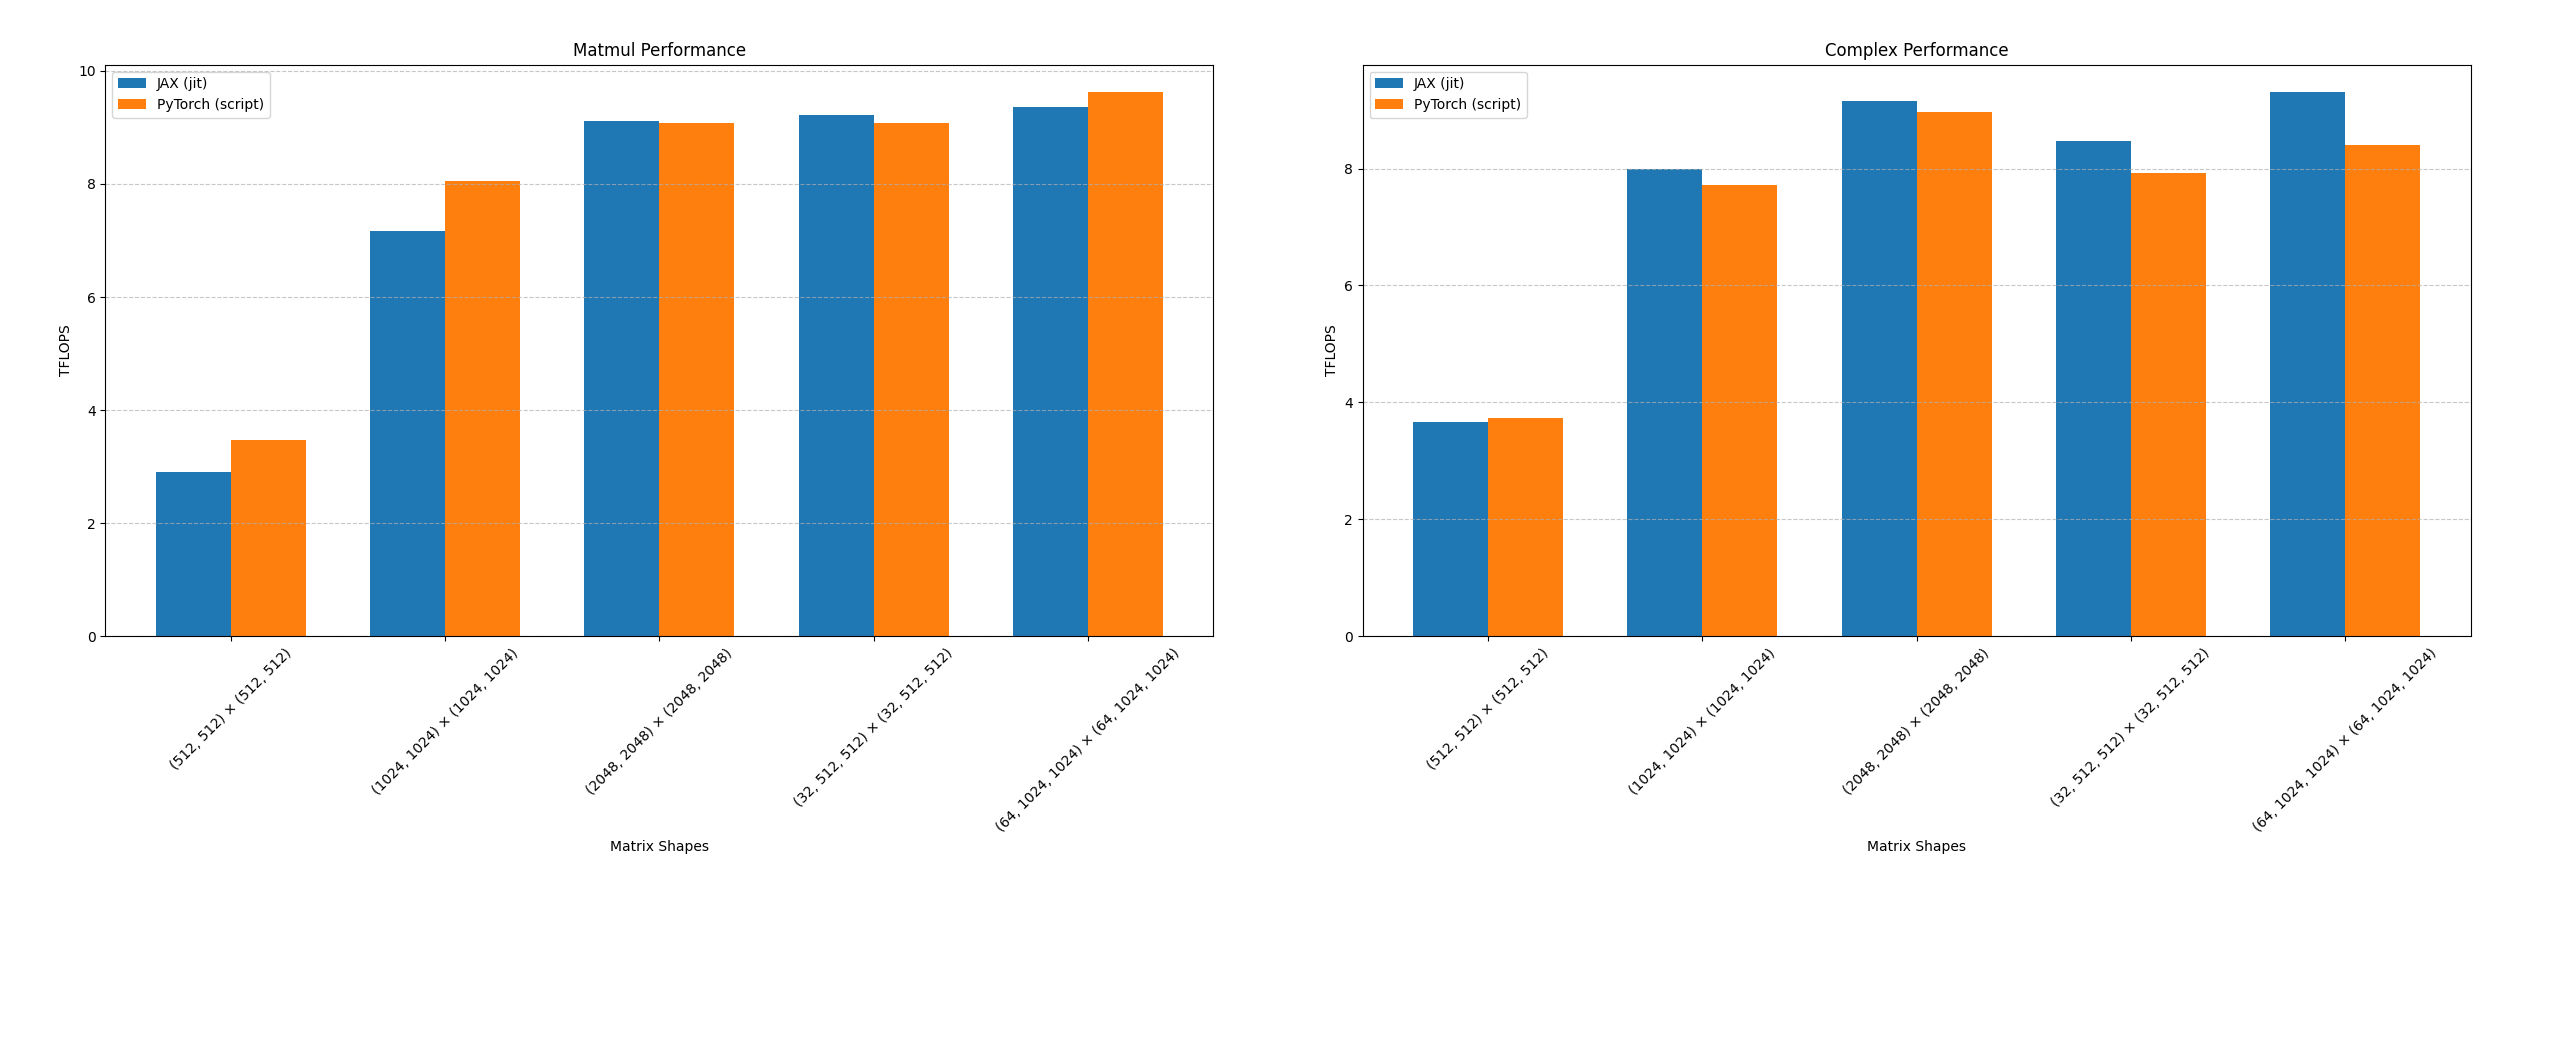 Matmul Performance
JAX (jit)
PyTorch (script)
10
8
6
4
2
0
TFLOPS
(512, 512) × (512, 512)
(1024, 1024) × (1024, 1024)
(2048, 2048) × (2048, 2048)
(32, 512, 512) × (32, 512, 512)
(64, 1024, 1024) × (64, 1024, 1024)
Matrix Shapes
Complex Performance
JAX (jit)
PyTorch (script)
8
6
4
2
0
TFLOPS
(512, 512) × (512, 512)
(1024, 1024) × (1024, 1024)
(2048, 2048) × (2048, 2048)
(32, 512, 512) × (32, 512, 512)
(64, 1024, 1024) × (64, 1024, 1024)
Matrix Shapes